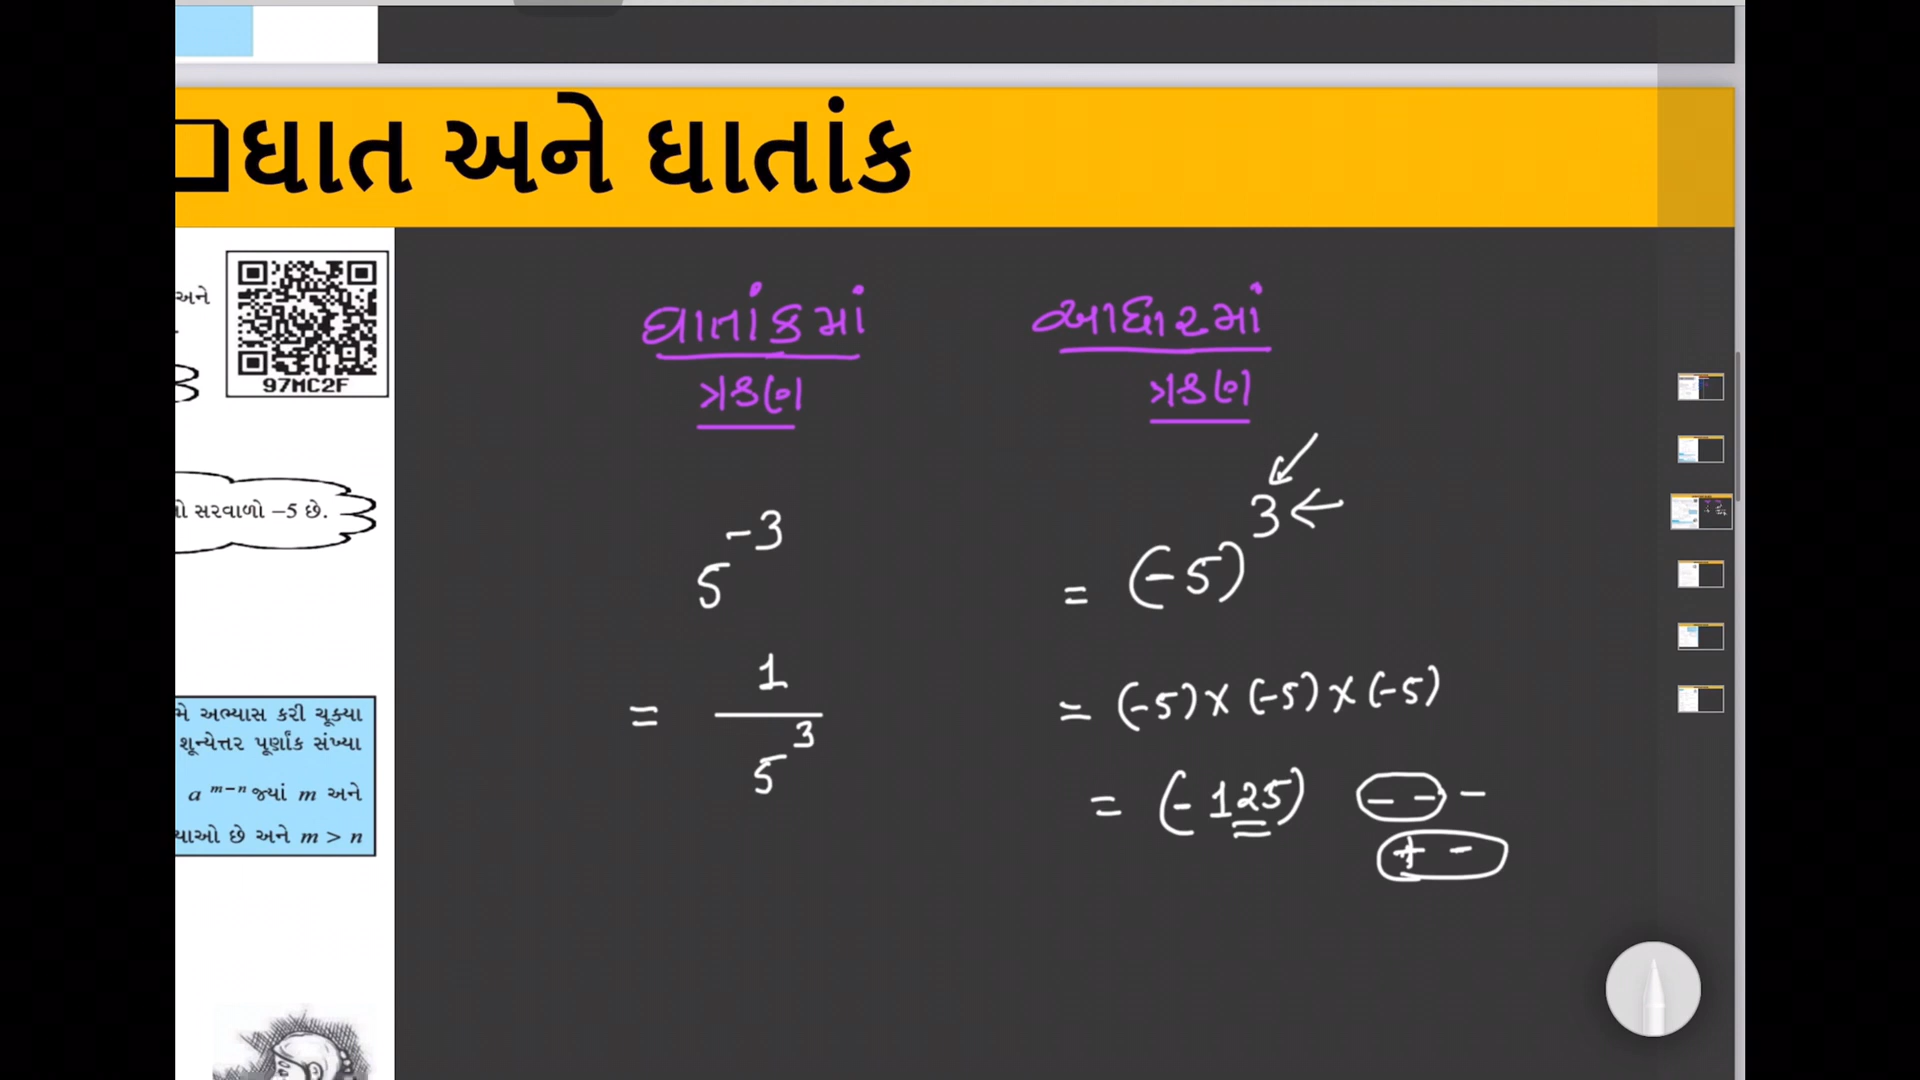 ઘાત અને ઘાતાંક
અને
97MC2F
સરવાળો −5 છે.
અભ્યાસ કરી ચૂક્યા
શૂન્યેત્તર પૂર્ણાંક સંખ્યા
a^{m−n} જ્યાં m અને
છે અને m > n
ઘાતાંકમાં
ઋણ
5^{-3}
= 1/5^3
આધારમાં
ઋણ
3
= (-5)
= (-5) × (-5) × (-5)
= (-125) - - -
+ -